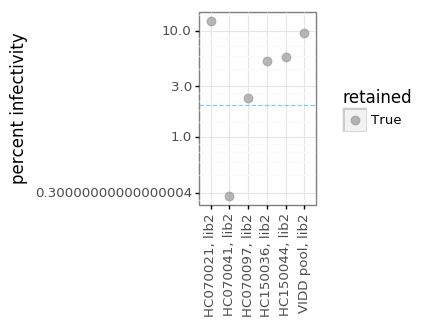 percent infectivity
10.0
3.0
1.0
0.30000000000000004
HC070021, lib2
HC070041, lib2
HC070097, lib2
HC150036, lib2
HC150044, lib2
VIDD pool, lib2
retained
True